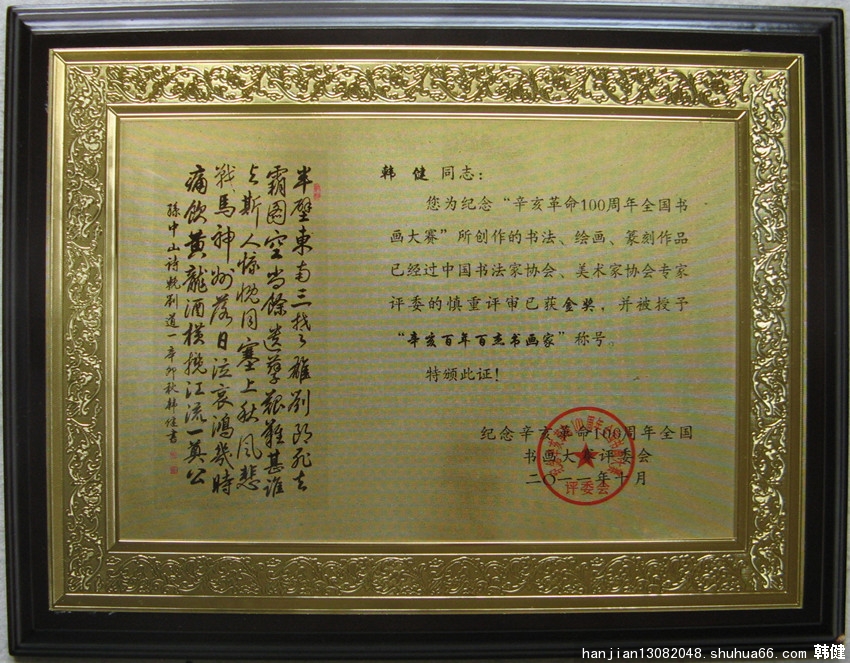 半壁東南三楚雄劉郎死去
霸圖空尚餘遺孽艱難甚誰
与斯人慷慨同塞上秋風悲
戰馬神州落日泣哀鴻幾時
痛飲黄龍酒橫攬江流一奠公
孫中山詩輓劉道一辛卯秋韓健書
韩 健 同志：
您为纪念“辛亥革命100周年全国书
画大赛”所创作的书法、绘画、篆刻作品
已经过中国书法家协会、美术家协会专家
评委的慎重评审已获金奖，并被授予
“辛亥百年百杰书画家”称号。
特颁此证！
纪念辛亥革命100周年全国
书画大赛评委会
二〇一一年十月
评委会
hanjian13082048.shuhua66.com 韩健